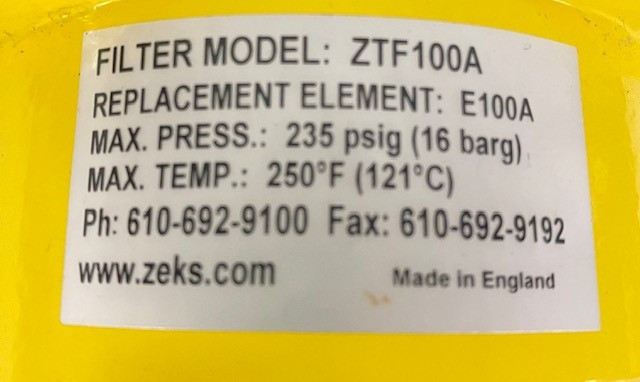 FILTER MODEL: ZTF100A
REPLACEMENT ELEMENT: E100A
MAX. PRESS.: 235 psig (16 barg)
MAX. TEMP.: 250°F (121°C)
Ph: 610-692-9100 Fax: 610-692-9192
www.zeks.com Made in England